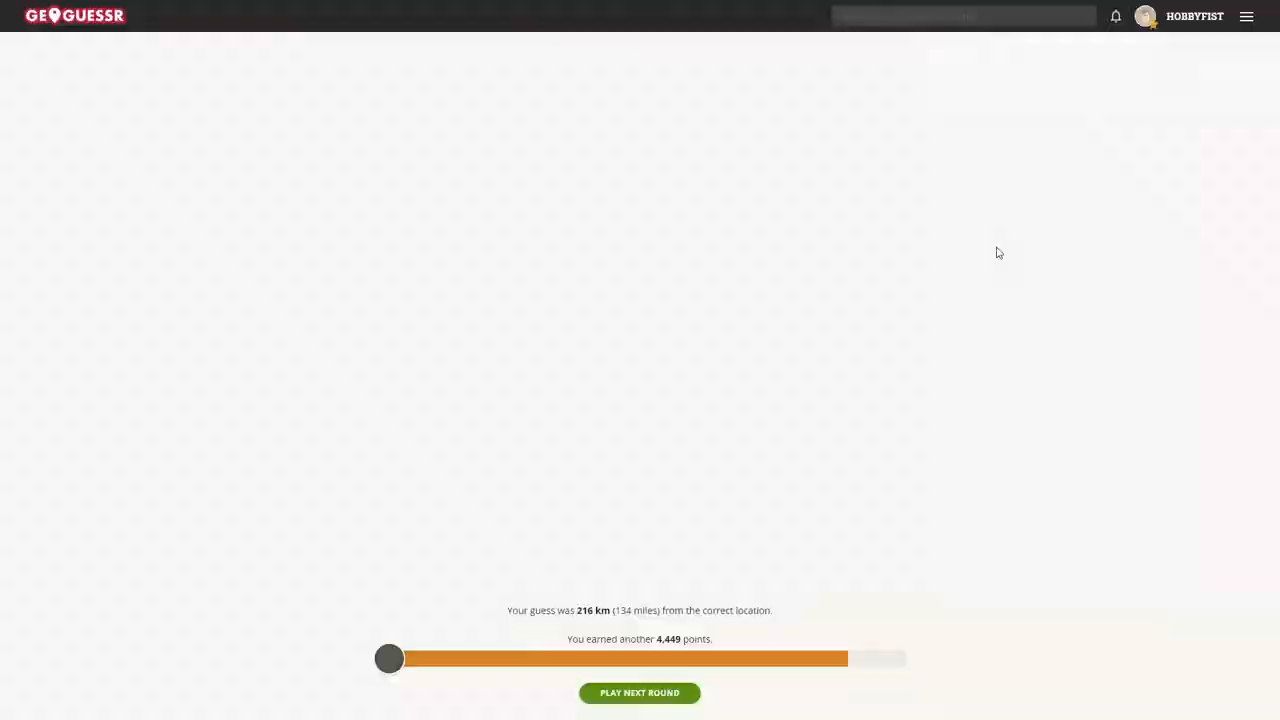 GEOGUESSR
HOBBYFIST
Your guess was 216 km (134 miles) from the correct location.
You earned another 4,449 points.
PLAY NEXT ROUND